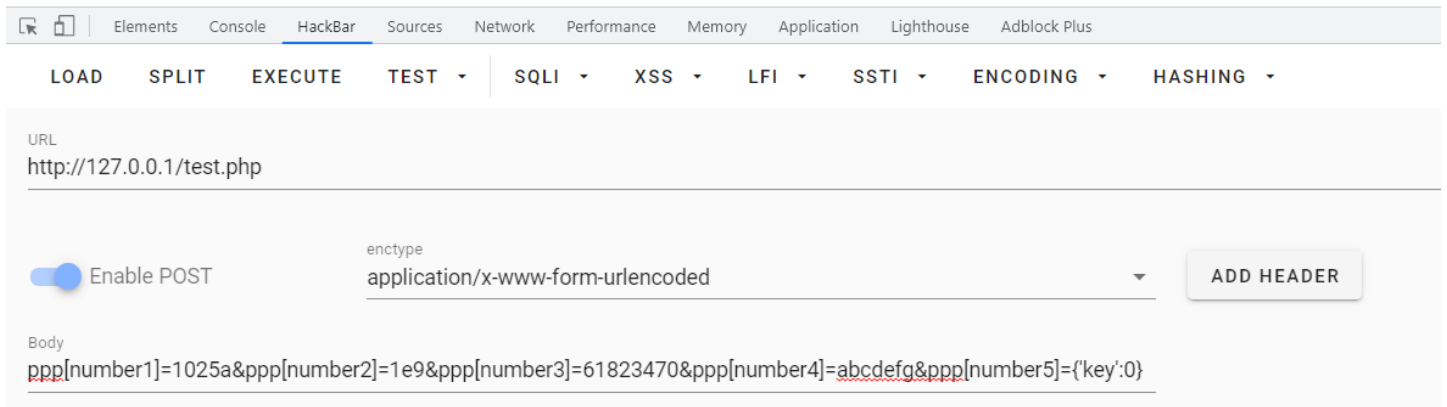 Elements Console HackBar Sources Network Performance Memory Application Lighthouse Adblock Plus
LOAD SPLIT EXECUTE TEST SQLI XSS LFI SSTI ENCODING HASHING
URL
http://127.0.0.1/test.php
enctype
Enable POST application/x-www-form-urlencoded ADD HEADER
Body
ppp[number1]=1025a&ppp[number2]=1e9&ppp[number3]=61823470&ppp[number4]=abcdefg&ppp[number5]={'key':0}